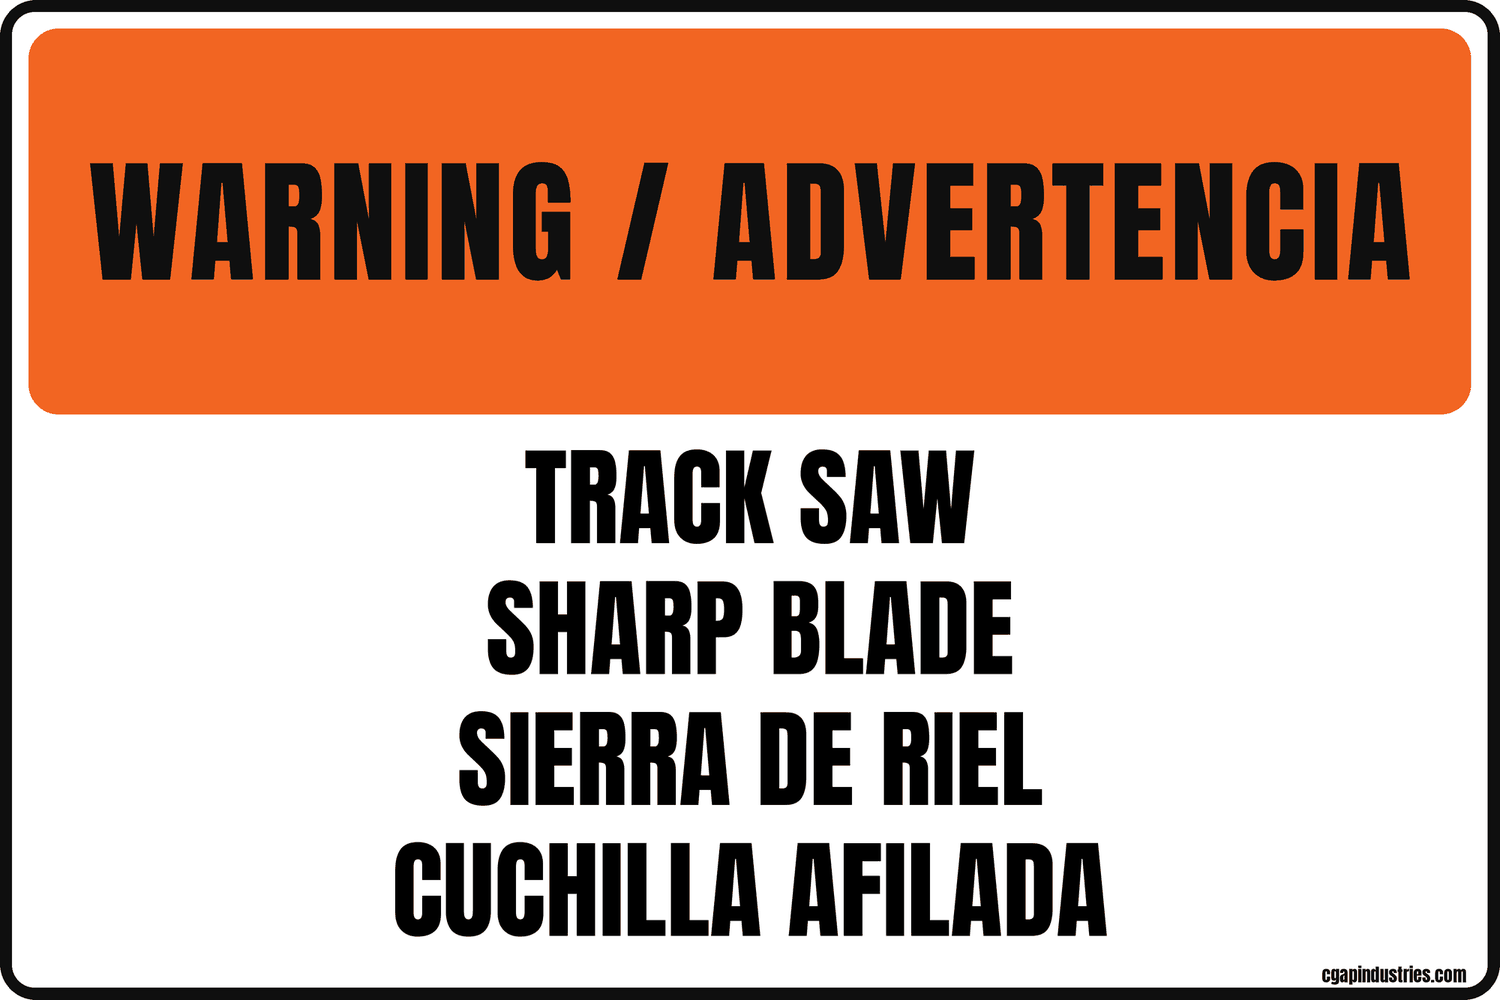 WARNING / ADVERTENCIA
TRACK SAW
SHARP BLADE
SIERRA DE RIEL
CUCHILLA AFILADA
cgapindustries.com